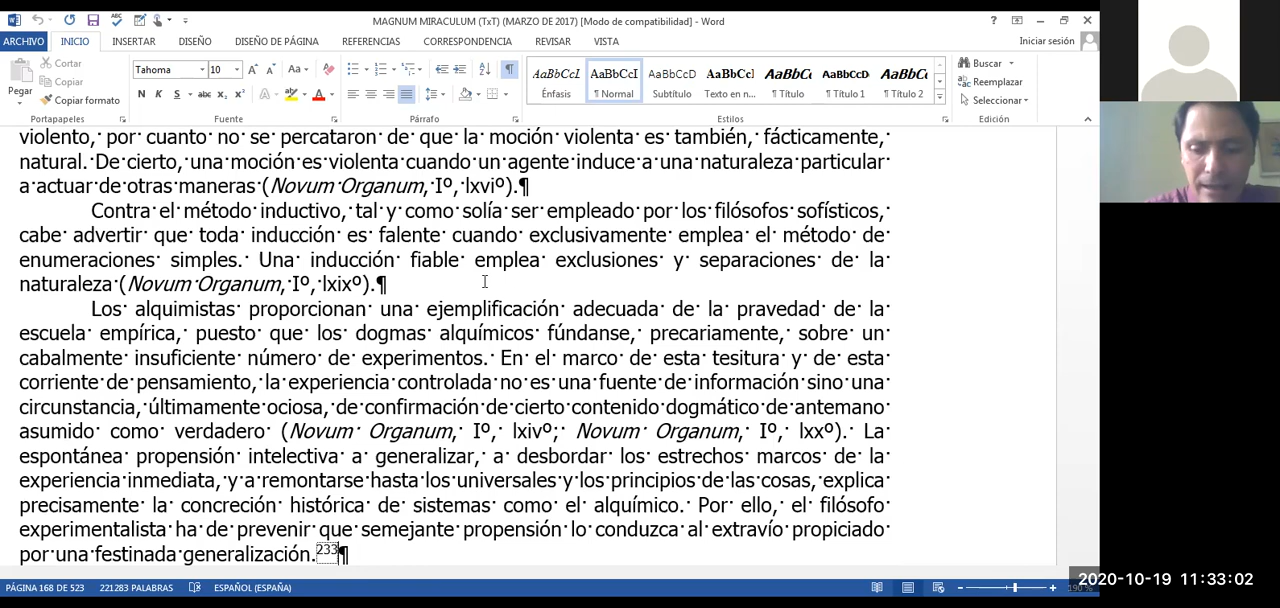 MAGNUM MIRACULUM (TxT) (MARZO DE 2017) [Modo de compatibilidad] - Word
ARCHIVO INICIO INSERTAR DISEÑO DISEÑO DE PÁGINA REFERENCIAS CORRESPONDENCIA REVISAR VISTA Iniciar sesión
Pegar
Cortar
Copiar
Copiar formato
Portapapeles
Tahoma 10
N K S abc x₂ x²
Fuente
Párrafo
AaBbCcI AaBbCcI AaBbCcD AaBbCcI AaBbCc AaBbCcD AaBbCc
Énfasis ¶ Normal Subtítulo Texto en n... ¶ Título ¶ Título 1 ¶ Título 2
Estilos
Buscar
Reemplazar
Seleccionar
Edición
violento, por cuanto no se percataron de que la moción violenta es también, fácticamente,
natural. De cierto, una moción es violenta cuando un agente induce a una naturaleza particular
a actuar de otras maneras (Novum Organum, Iº, lxviº).¶
Contra el método inductivo, tal y como solía ser empleado por los filósofos sofísticos,
cabe advertir que toda inducción es falente cuando exclusivamente emplea el método de
enumeraciones simples. Una inducción fiable emplea exclusiones y separaciones de la
naturaleza (Novum Organum, Iº, lxixº).¶
Los alquimistas proporcionan una ejemplificación adecuada de la pravedad de la
escuela empírica, puesto que los dogmas alquímicos fúndanse, precariamente, sobre un
cabalmente insuficiente número de experimentos. En el marco de esta tesitura y de esta
corriente de pensamiento, la experiencia controlada no es una fuente de información sino una
circunstancia, últimamente ociosa, de confirmación de cierto contenido dogmático de antemano
asumido como verdadero (Novum Organum, Iº, lxivº; Novum Organum, Iº, lxxº). La
espontánea propensión intelectiva a generalizar, a desbordar los estrechos marcos de la
experiencia inmediata, y a remontarse hasta los universales y los principios de las cosas, explica
precisamente la concreción histórica de sistemas como el alquímico. Por ello, el filósofo
experimentalista ha de prevenir que semejante propensión lo conduzca al extravío propiciado
por una festinada generalización.233¶
PÁGINA 168 DE 523 221283 PALABRAS ESPAÑOL (ESPAÑA) 190 %
2020-10-19 11:33:02